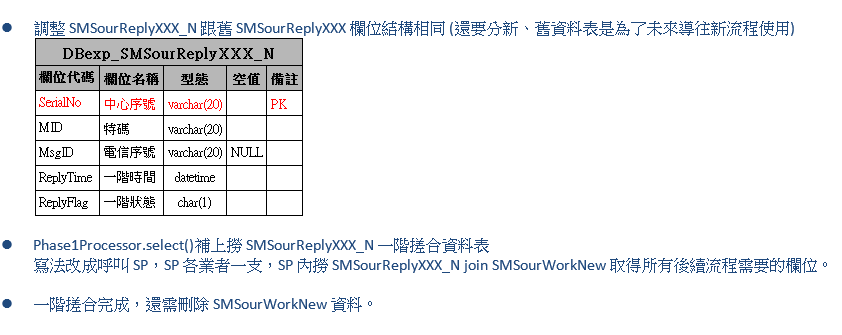 ● 調整 SMSourReplyXXX_N 跟舊 SMSourReplyXXX 欄位結構相同 (還要分新、舊資料表是為了未來導往新流程使用)
DBexp_SMSourReplyXXX_N
欄位代碼 欄位名稱 型態 空值 備註
SerialNo 中心序號 varchar(20) PK
MID 特碼 varchar(20)
MsgID 電信序號 varchar(20) NULL
ReplyTime 一階時間 datetime
ReplyFlag 一階狀態 char(1)
● Phase1Processor.select()補上撈 SMSourReplyXXX_N 一階搓合資料表
寫法改成呼叫 SP，SP 各業者一支，SP 內撈 SMSourReplyXXX_N join SMSourWorkNew 取得所有後續流程需要的欄位。
● 一階搓合完成，還需刪除 SMSourWorkNew 資料。